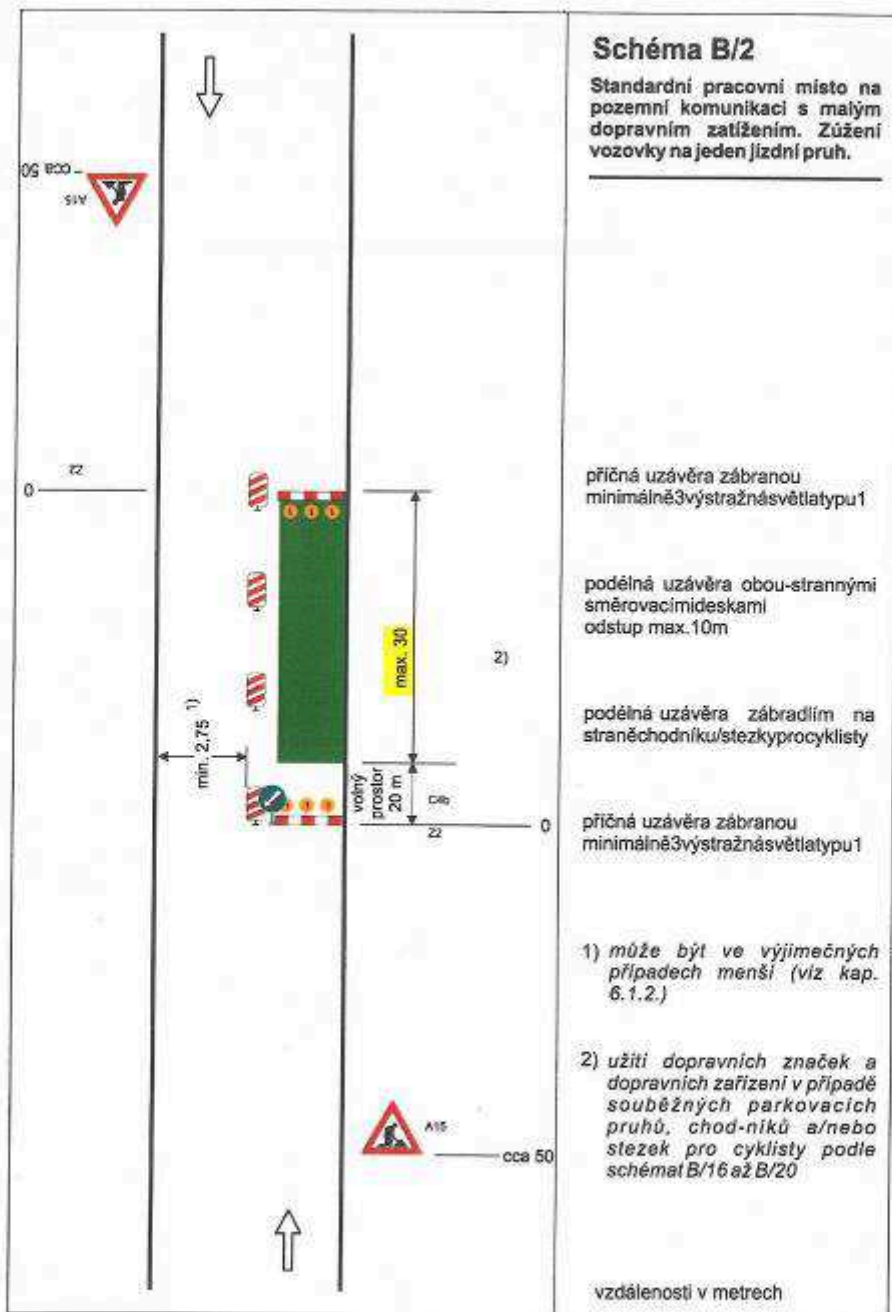 Schéma B/2
Standardní pracovní místo na
pozemní komunikaci s malým
dopravním zatížením. Zúžení
vozovky na jeden jízdní pruh.
cca 50
A15
Z2
0
příčná uzávěra zábranou
minimálně3výstražnásvětlatypu1
podélná uzávěra obou-strannými
směrovacímideskami
odstup max.10m
max. 30
2)
podélná uzávěra zábradlím na
straněchodníku/stezkyprocyklisty
min. 2,75 1)
volný
prostor
20 m
C4b
Z2
0
příčná uzávěra zábranou
minimálně3výstražnásvětlatypu1
1) může být ve výjimečných
případech menší (viz kap.
6.1.2.)
2) užití dopravních značek a
dopravních zařízení v případě
souběžných parkovacích
pruhů, chod-níků a/nebo
stezek pro cyklisty podle
schémat B/16 až B/20
A15
cca 50
vzdálenosti v metrech